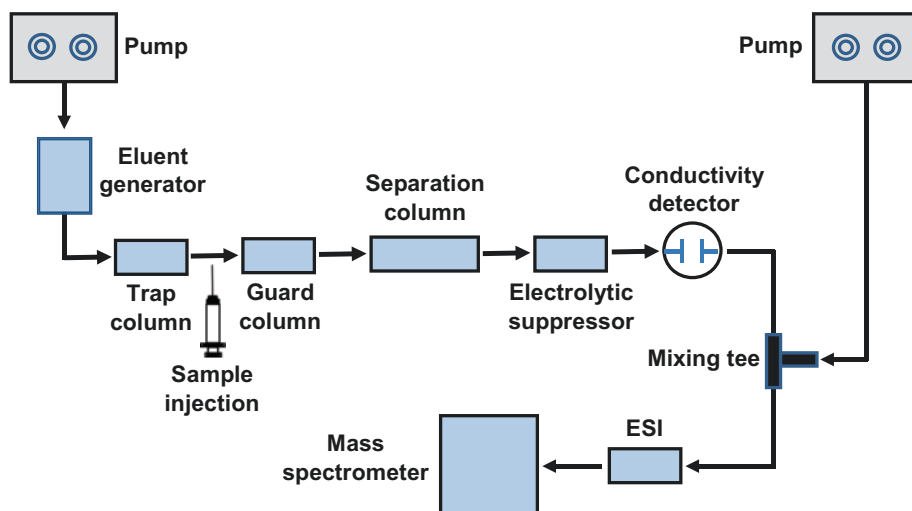 Pump
Pump
Eluent
generator
Separation
column
Conductivity
detector
Trap
column
Guard
column
Electrolytic
suppressor
Sample
injection
Mixing tee
ESI
Mass
spectrometer